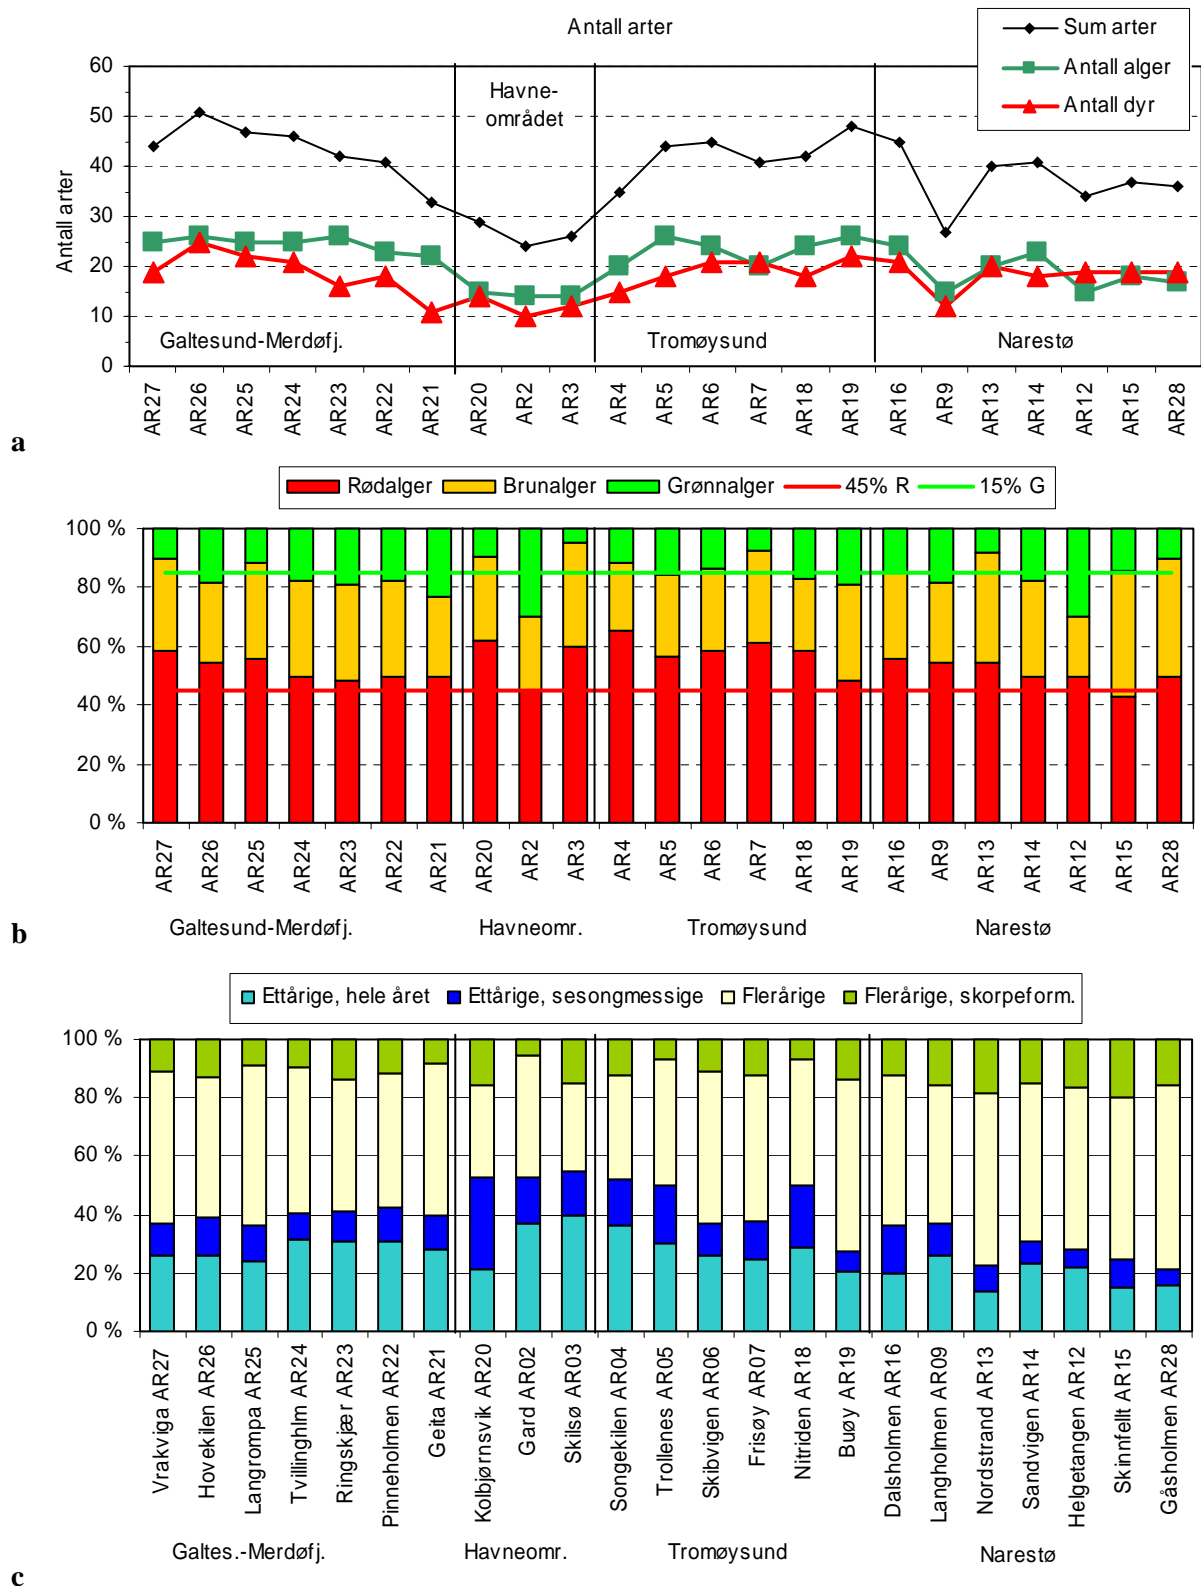 Antall arter
Sum arter
Antall alger
Antall dyr
Antall arter
60
50
40
30
20
10
0
Havne-
området
Galtesund-Merdøfj.
Tromøysund
Narestø
AR27
AR26
AR25
AR24
AR23
AR22
AR21
AR20
AR2
AR3
AR4
AR5
AR6
AR7
AR18
AR19
AR16
AR9
AR13
AR14
AR12
AR15
AR28
a
Rødalger Brunalger Grønnalger 45% R 15% G
100 %
80 %
60 %
40 %
20 %
0 %
AR27
AR26
AR25
AR24
AR23
AR22
AR21
AR20
AR2
AR3
AR4
AR5
AR6
AR7
AR18
AR19
AR16
AR9
AR13
AR14
AR12
AR15
AR28
Galtesund-Merdøfj. Havneomr. Tromøysund Narestø
b
Ettårige, hele året Ettårige, sesongmessige Flerårige Flerårige, skorpeform.
100 %
80 %
60 %
40 %
20 %
0 %
Vrakviga AR27
Hovekilen AR26
Langrompa AR25
Tvillinghlm AR24
Ringskjær AR23
Pinneholmen AR22
Geita AR21
Kolbjørnsvik AR20
Gard AR02
Skilsø AR03
Songekilen AR04
Trollenes AR05
Skibvigen AR06
Frisøy AR07
Nitriden AR18
Buøy AR19
Dalsholmen AR16
Langholmen AR09
Nordstrand AR13
Sandvigen AR14
Helgetangen AR12
Skinnfellt AR15
Gåsholmen AR28
Galtes.-Merdøfj. Havneomr. Tromøysund Narestø
c